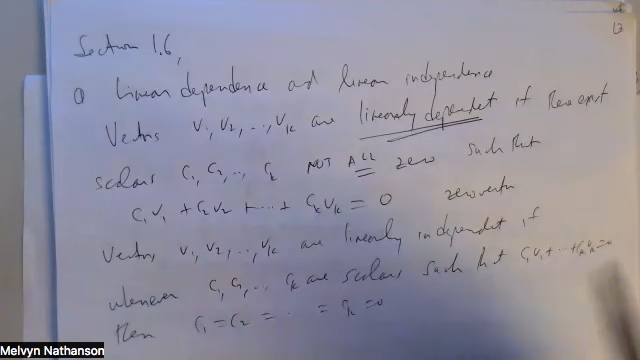 13
Section 1.6,
Linear dependence and linear independence
Vectors v₁, v₂, .., vₖ are linearly dependent if there exist
scalars c₁, c₂, .., cₖ NOT ALL zero such that
c₁v₁ + c₂v₂ + ... + cₖvₖ = 0 zero vector
Vectors v₁, v₂, .., vₖ are linearly independent if
whenever c₁, c₂, .. cₖ are scalars such that c₁v₁ + ... + cₖvₖ = 0
then c₁ = c₂ = ... = cₖ = 0
Melvyn Nathanson